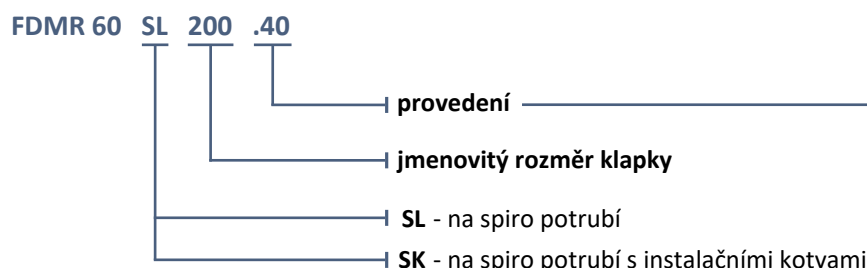 FDMR 60 SL 200 .40
provedení
jmenovitý rozměr klapky
SL - na spiro potrubí
SK - na spiro potrubí s instalačními kotvami